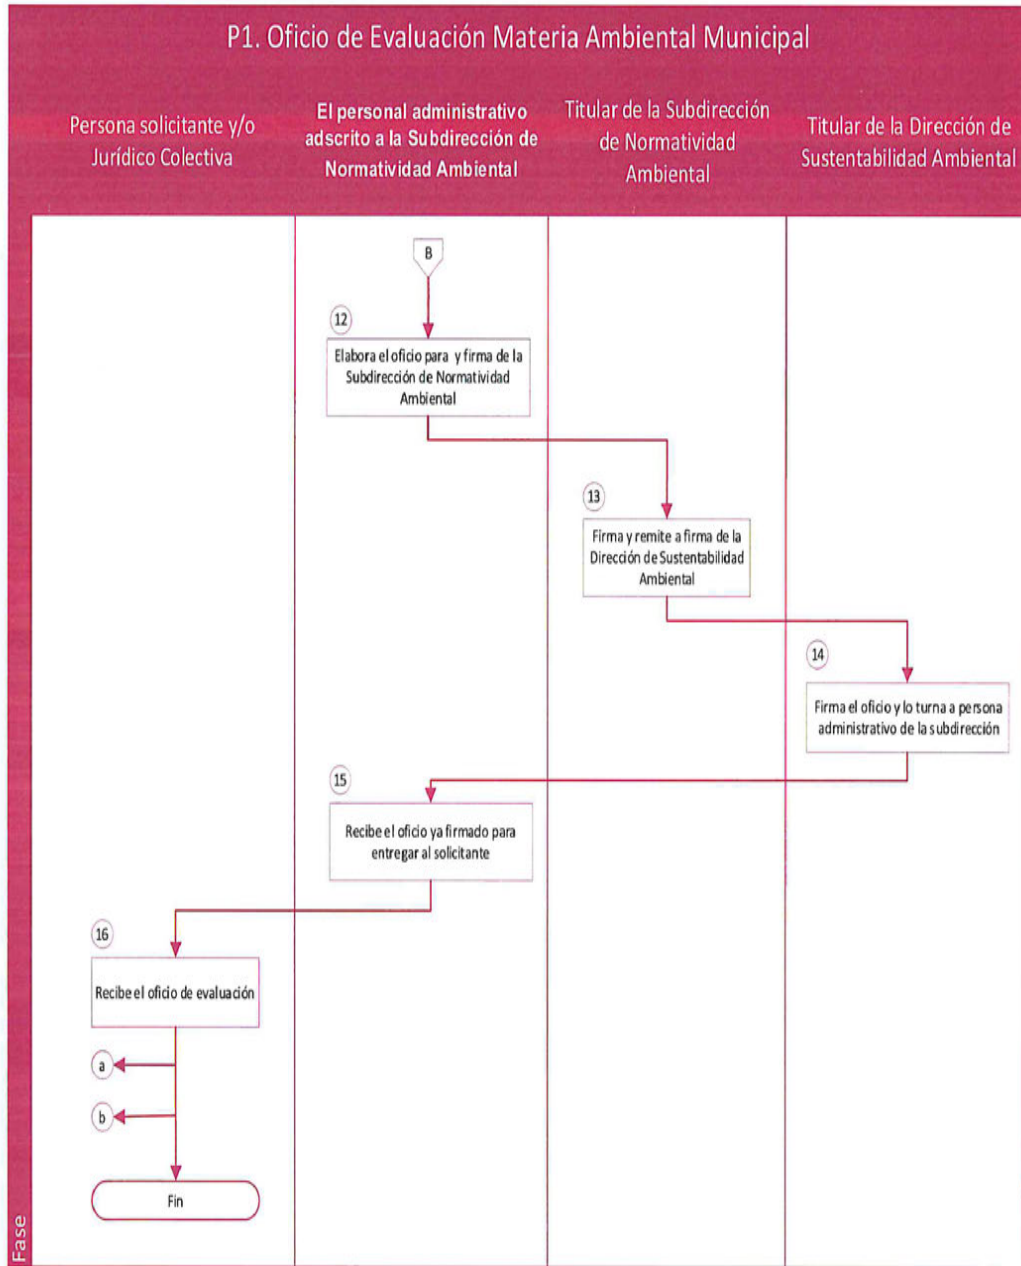 P1. Oficio de Evaluación Materia Ambiental Municipal
Persona solicitante y/o
Jurídico Colectiva
El personal administrativo
adscrito a la Subdirección de
Normatividad Ambiental
Titular de la Subdirección
de Normatividad
Ambiental
Titular de la Dirección de
Sustentabilidad Ambiental
B
12
Elabora el oficio para y firma de la
Subdirección de Normatividad
Ambiental
13
Firma y remite a firma de la
Dirección de Sustentabilidad
Ambiental
14
Firma el oficio y lo turna a persona
administrativo de la subdirección
15
Recibe el oficio ya firmado para
entregar al solicitante
16
Recibe el oficio de evaluación
a
b
Fin
Fase